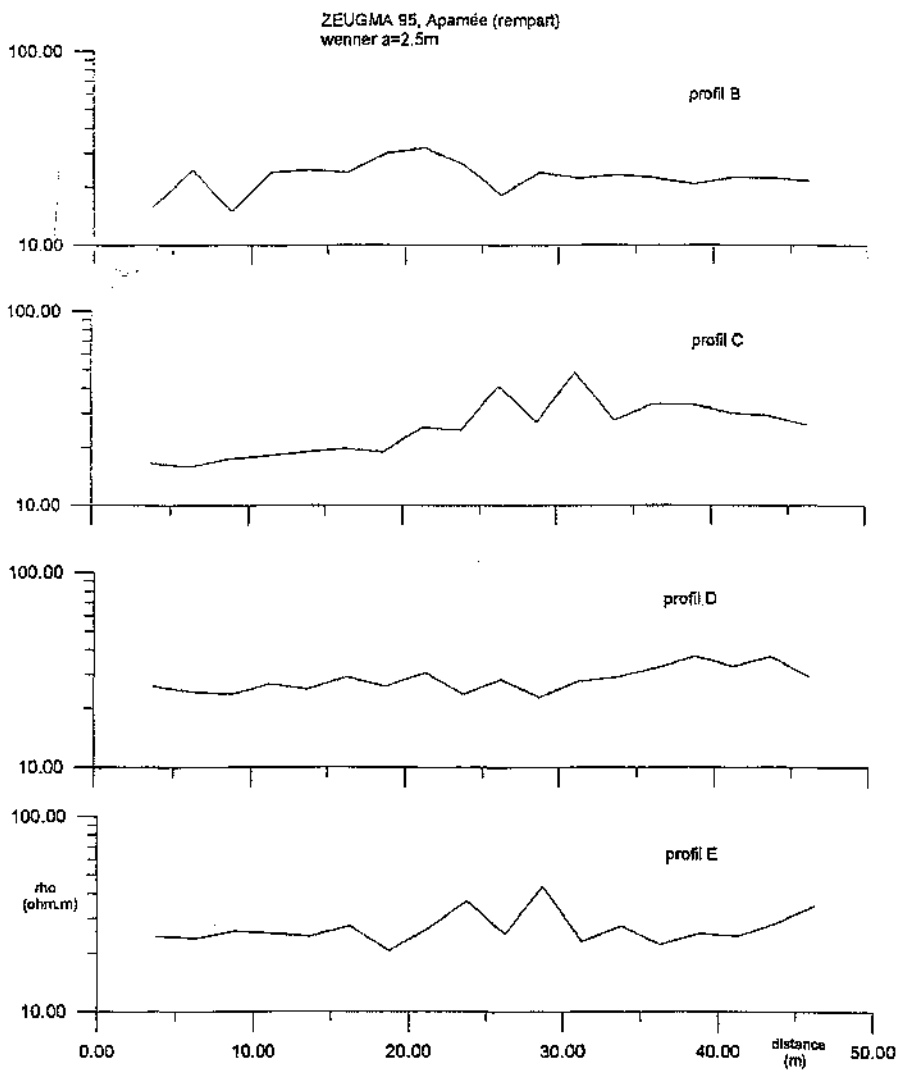 ZEUGMA 95, Apamée (rempart)
wenner a=2.5m
100.00
profil B
10.00
100.00
profil C
10.00
100.00
profil D
10.00
100.00
profil E
rho
(ohm.m)
10.00
0.00 10.00 20.00 30.00 40.00 distance (m) 50.00